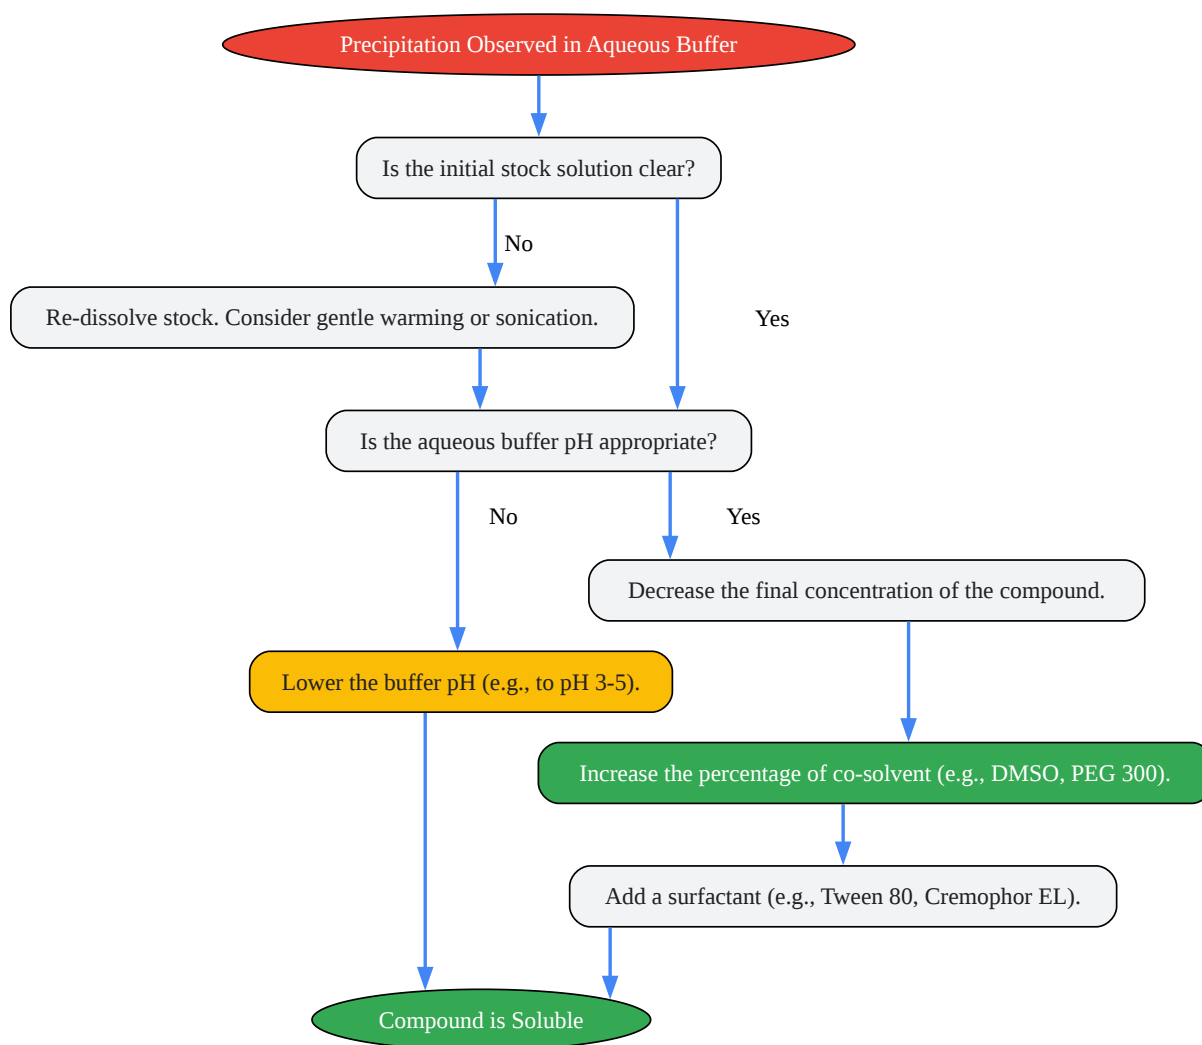 Precipitation Observed in Aqueous Buffer
Is the initial stock solution clear?
No
Re-dissolve stock. Consider gentle warming or sonication.
Yes
Is the aqueous buffer pH appropriate?
No
Yes
Decrease the final concentration of the compound.
Lower the buffer pH (e.g., to pH 3-5).
Increase the percentage of co-solvent (e.g., DMSO, PEG 300).
Add a surfactant (e.g., Tween 80, Cremophor EL).
Compound is Soluble